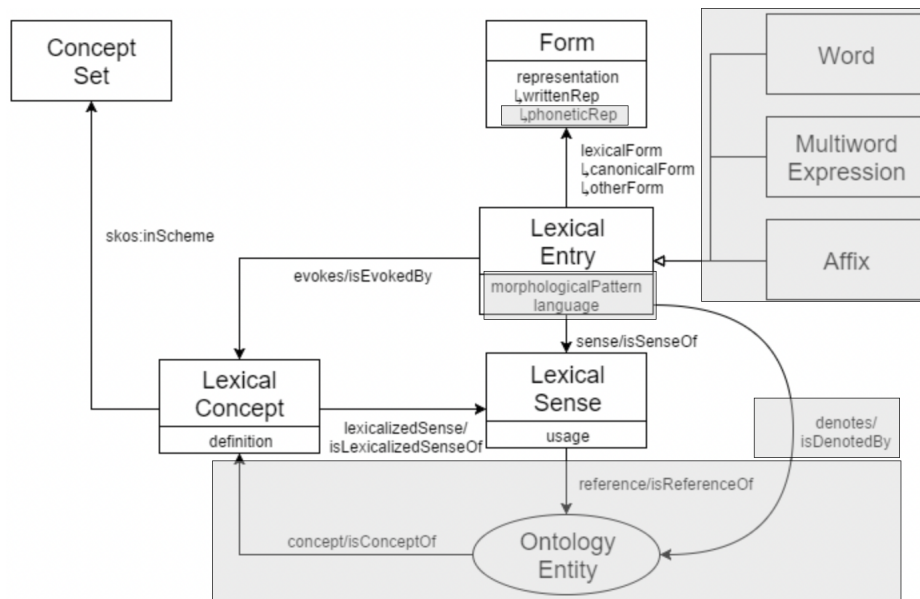 Concept
Set
Form
representation
↳writtenRep
↳phoneticRep
Word
Multiword
Expression
Affix
lexicalForm
↳canonicalForm
↳otherForm
skos:inScheme
Lexical
Entry
morphologicalPattern
language
evokes/isEvokedBy
sense/isSenseOf
Lexical
Concept
definition
lexicalizedSense/
isLexicalizedSenseOf
Lexical
Sense
usage
denotes/
isDenotedBy
reference/isReferenceOf
concept/isConceptOf
Ontology
Entity